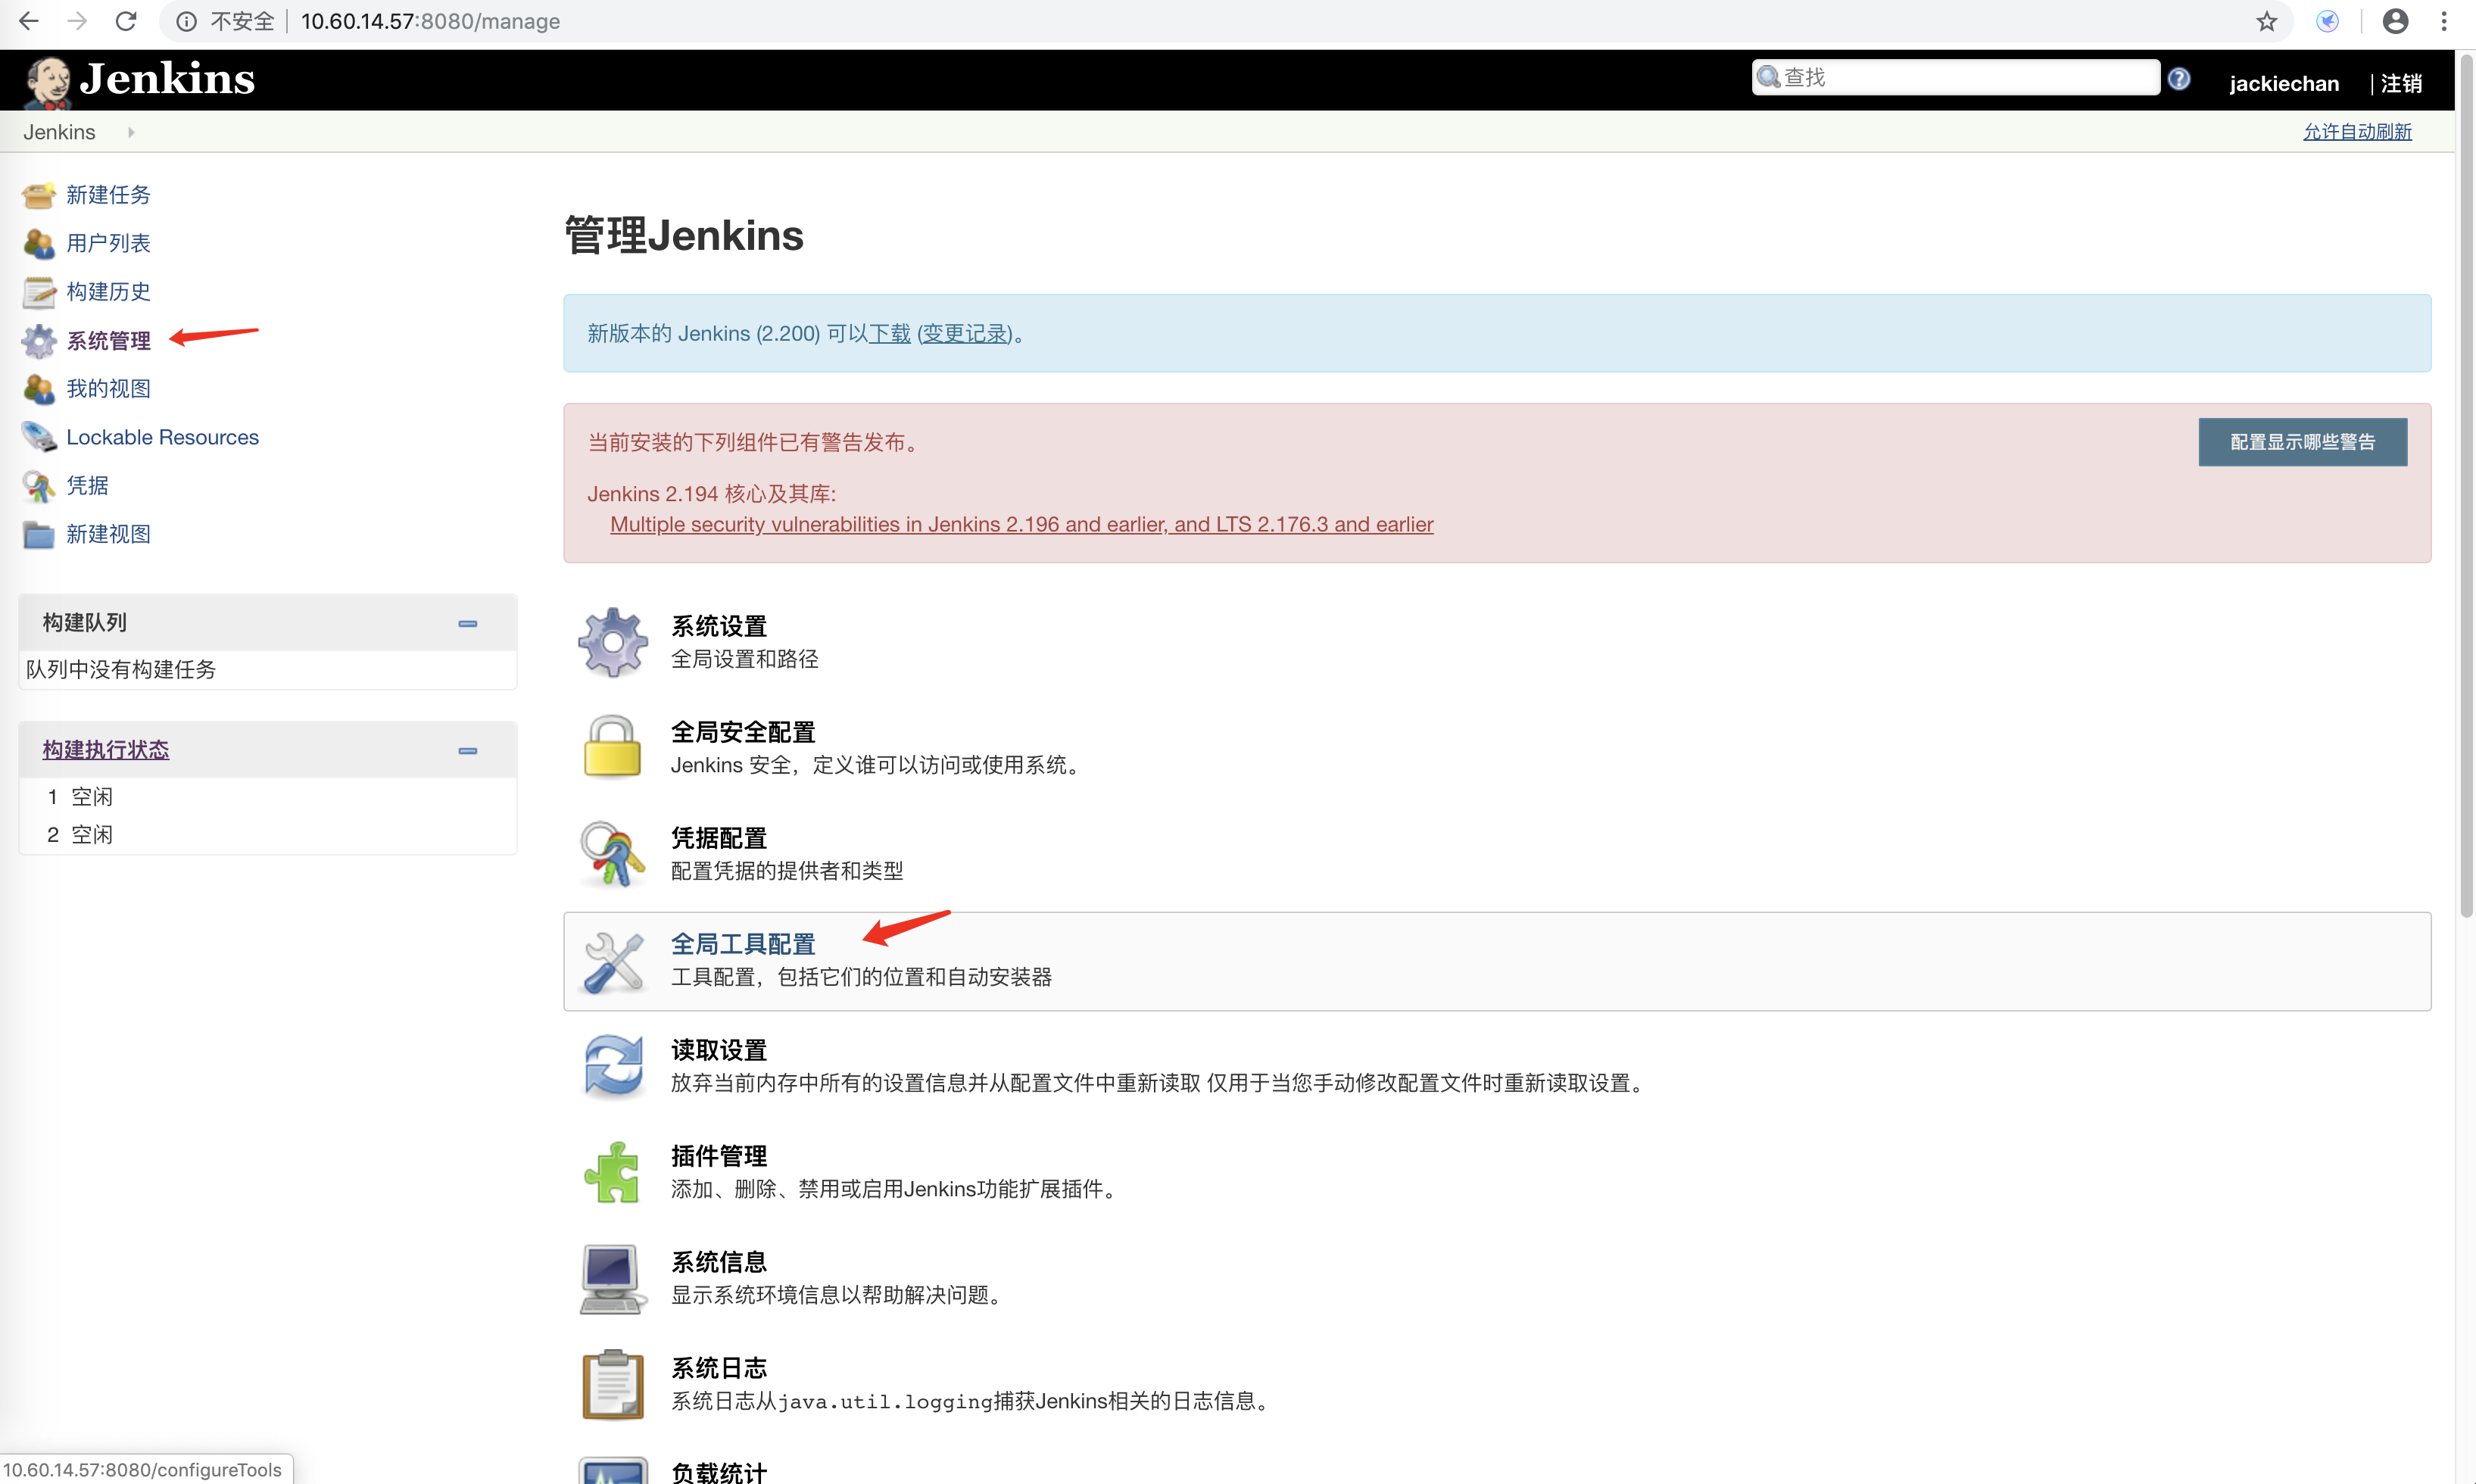 不安全 | 10.60.14.57:8080/manage
Jenkins
查找
jackiechan | 注销
Jenkins
允许自动刷新
新建任务
用户列表
构建历史
系统管理
我的视图
Lockable Resources
凭据
新建视图
构建队列
队列中没有构建任务
构建执行状态
1 空闲
2 空闲
管理Jenkins
新版本的 Jenkins (2.200) 可以下载 (变更记录)。
当前安装的下列组件已有警告发布。
配置显示哪些警告
Jenkins 2.194 核心及其库:
Multiple security vulnerabilities in Jenkins 2.196 and earlier, and LTS 2.176.3 and earlier
系统设置
全局设置和路径
全局安全配置
Jenkins 安全，定义谁可以访问或使用系统。
凭据配置
配置凭据的提供者和类型
全局工具配置
工具配置，包括它们的位置和自动安装器
读取设置
放弃当前内存中所有的设置信息并从配置文件中重新读取 仅用于当您手动修改配置文件时重新读取设置。
插件管理
添加、删除、禁用或启用Jenkins功能扩展插件。
系统信息
显示系统环境信息以帮助解决问题。
系统日志
系统日志从java.util.logging捕获Jenkins相关的日志信息。
负载统计
10.60.14.57:8080/configureTools